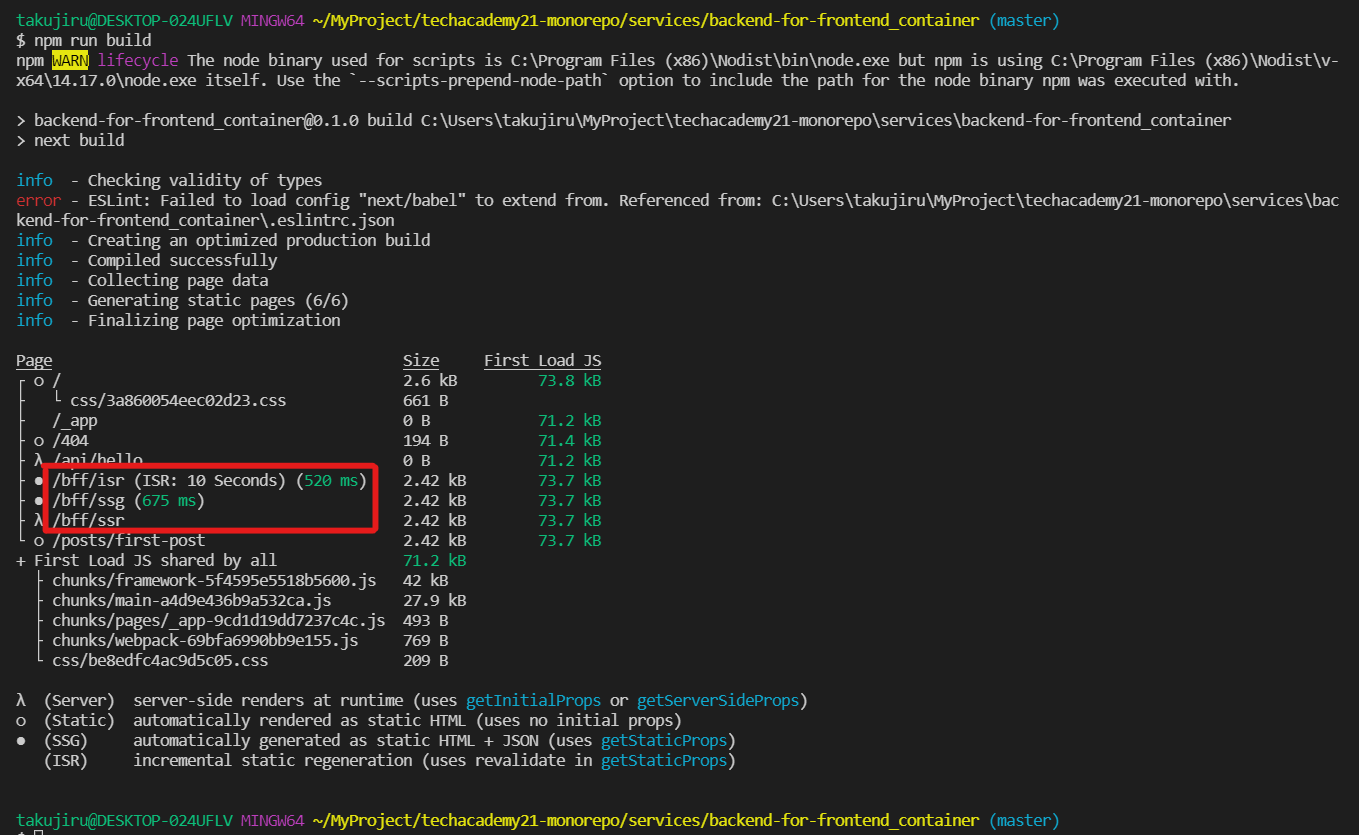 takujiru@DESKTOP-024UFLV MINGW64 ~/MyProject/techacademy21-monorepo/services/backend-for-frontend_container (master)
$ npm run build
npm WARN lifecycle The node binary used for scripts is C:\Program Files (x86)\Nodist\bin\node.exe but npm is using C:\Program Files (x86)\Nodist\v-
x64\14.17.0\node.exe itself. Use the `--scripts-prepend-node-path` option to include the path for the node binary npm was executed with.
> backend-for-frontend_container@0.1.0 build C:\Users\takujiru\MyProject\techacademy21-monorepo\services\backend-for-frontend_container
> next build
info  - Checking validity of types
error - ESLint: Failed to load config "next/babel" to extend from. Referenced from: C:\Users\takujiru\MyProject\techacademy21-monorepo\services\bac
kend-for-frontend_container\.eslintrc.json
info  - Creating an optimized production build
info  - Compiled successfully
info  - Collecting page data
info  - Generating static pages (6/6)
info  - Finalizing page optimization
Page                                       Size     First Load JS
┌ ○ /                                      2.6 kB         73.8 kB
├   └ css/3a860054eec02d23.css             661 B
├   /_app                                  0 B            71.2 kB
├ ○ /404                                   194 B          71.4 kB
├ λ /api/hello                             0 B            71.2 kB
├ ● /bff/isr (ISR: 10 Seconds) (520 ms)    2.42 kB        73.7 kB
├ ● /bff/ssg (675 ms)                      2.42 kB        73.7 kB
├ λ /bff/ssr                               2.42 kB        73.7 kB
└ ○ /posts/first-post                      2.42 kB        73.7 kB
+ First Load JS shared by all              71.2 kB
  ├ chunks/framework-5f4595e5518b5600.js   42 kB
  ├ chunks/main-a4d9e436b9a532ca.js        27.9 kB
  ├ chunks/pages/_app-9cd1d19dd7237c4c.js  493 B
  ├ chunks/webpack-69bfa6990bb9e155.js     769 B
  └ css/be8edfc4ac9d5c05.css               209 B
λ  (Server)  server-side renders at runtime (uses getInitialProps or getServerSideProps)
○  (Static)  automatically rendered as static HTML (uses no initial props)
●  (SSG)     automatically generated as static HTML + JSON (uses getStaticProps)
   (ISR)     incremental static regeneration (uses revalidate in getStaticProps)
takujiru@DESKTOP-024UFLV MINGW64 ~/MyProject/techacademy21-monorepo/services/backend-for-frontend_container (master)
$